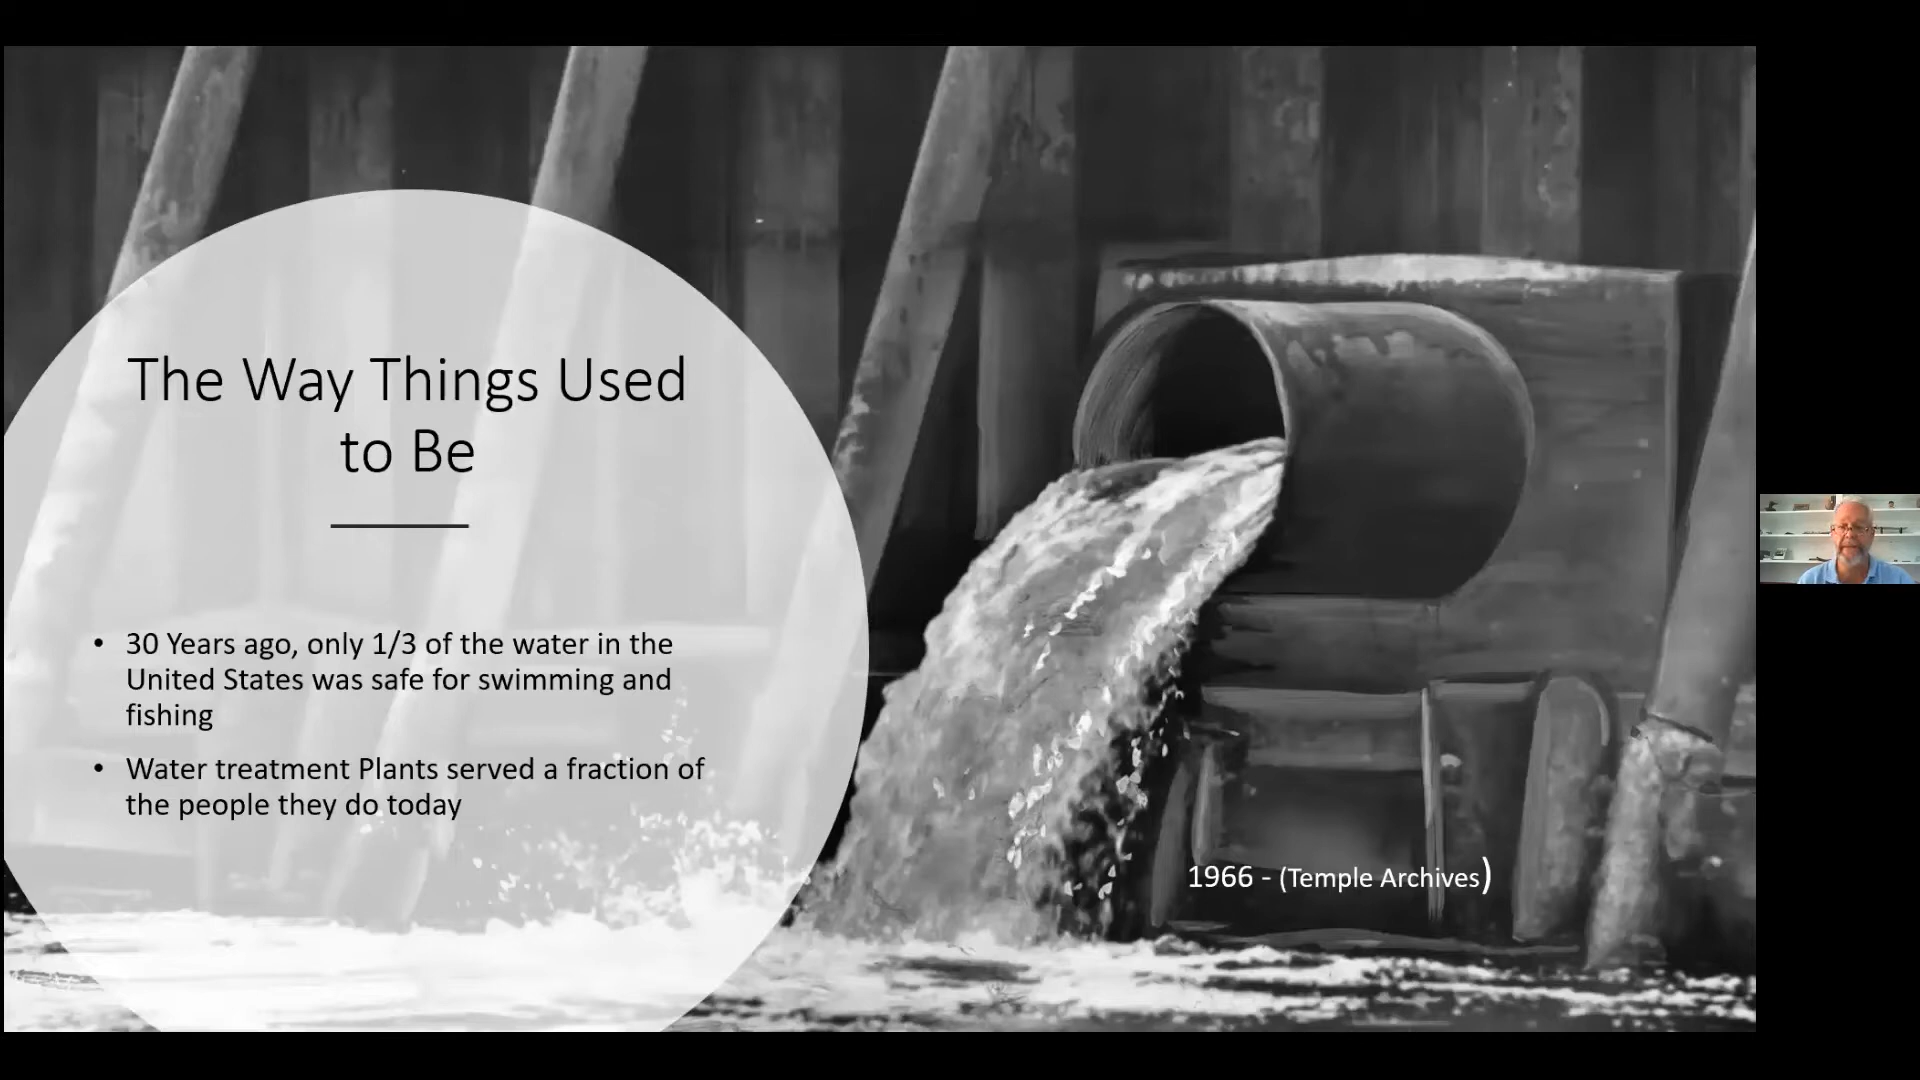 The Way Things Used
to Be
• 30 Years ago, only 1/3 of the water in the
United States was safe for swimming and
fishing
• Water treatment Plants served a fraction of
the people they do today
1966 - (Temple Archives)